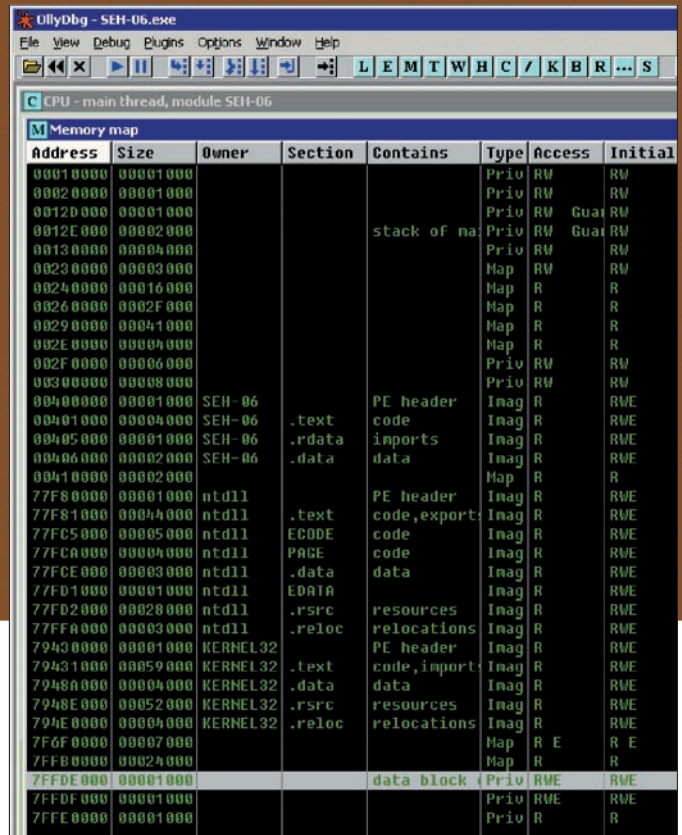 OllyDbg - SEH-06.exe
File View Debug Plugins Options Window Help
L E M T W H C / K B R ... S
C CPU - main thread, module SEH-06
M Memory map
Address Size Owner Section Contains Type Access Initial
00010000 00001000 Priv RW RW
00020000 00001000 Priv RW RW
0012D000 00001000 Priv RW Guar RW
0012E000 00002000 stack of ma Priv RW Guar RW
00130000 00004000 Priv RW RW
00230000 00003000 Map RW RW
00240000 00016000 Map R R
00260000 0002F000 Map R R
00290000 00041000 Map R R
002E0000 00004000 Map R R
002F0000 00006000 Priv RW RW
00300000 00008000 Priv RW RW
00400000 00001000 SEH-06 PE header Imag R RWE
00401000 00004000 SEH-06 .text code Imag R RWE
00405000 00001000 SEH-06 .rdata imports Imag R RWE
00406000 00002000 SEH-06 .data data Imag R RWE
00410000 00002000 Map R R
77F80000 00001000 ntdll PE header Imag R RWE
77F81000 00044000 ntdll .text code,exports Imag R RWE
77FC5000 00005000 ntdll ECODE code Imag R RWE
77FCA000 00004000 ntdll PAGE code Imag R RWE
77FCE000 00003000 ntdll .data data Imag R RWE
77FD1000 00001000 ntdll EDATA Imag R RWE
77FD2000 00028000 ntdll .rsrc resources Imag R RWE
77FFA000 00003000 ntdll .reloc relocations Imag R RWE
79430000 00001000 KERNEL32 PE header Imag R RWE
79431000 00059000 KERNEL32 .text code,imports Imag R RWE
7948A000 00004000 KERNEL32 .data data Imag R RWE
7948E000 00052000 KERNEL32 .rsrc resources Imag R RWE
794E0000 00004000 KERNEL32 .reloc relocations Imag R RWE
7F6F0000 00007000 Map R E R E
7FFB0000 00024000 Map R R
7FFDE000 00001000 data block Priv RWE RWE
7FFDF000 00001000 Priv RWE RWE
7FFE0000 00001000 Priv R R